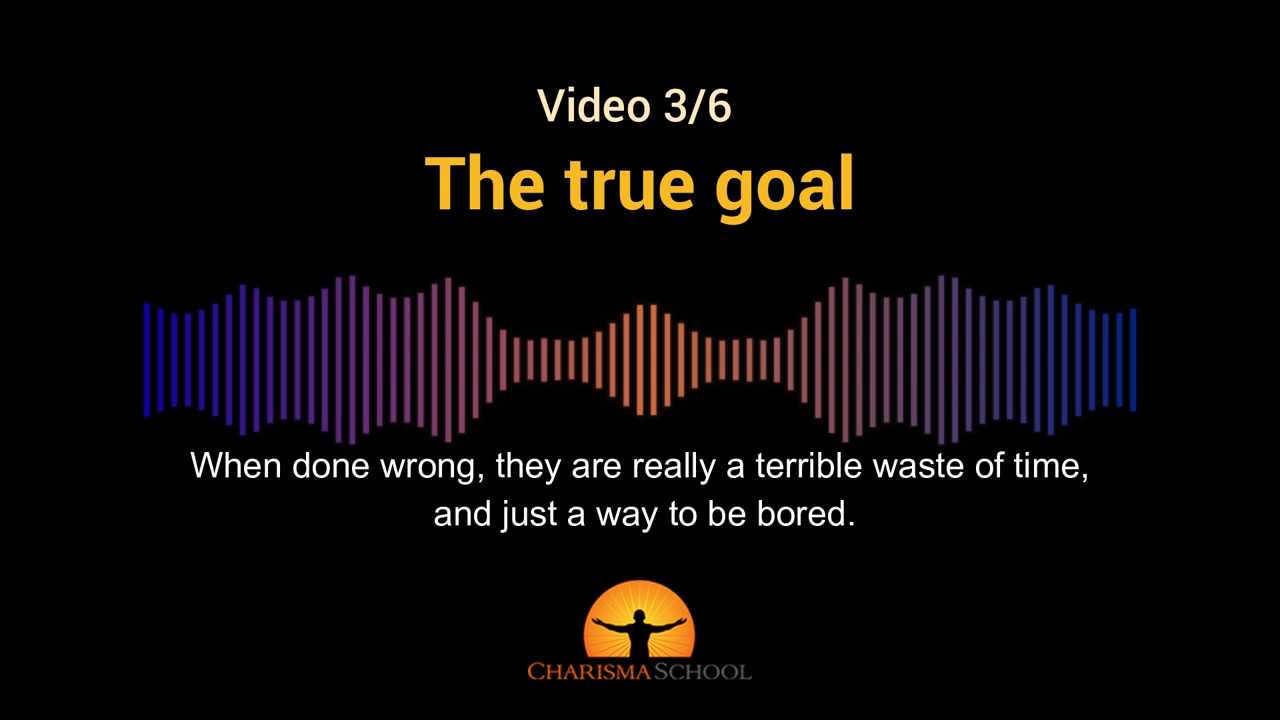 Video 3/6
The true goal
When done wrong, they are really a terrible waste of time,
and just a way to be bored.
CHARISMA SCHOOL